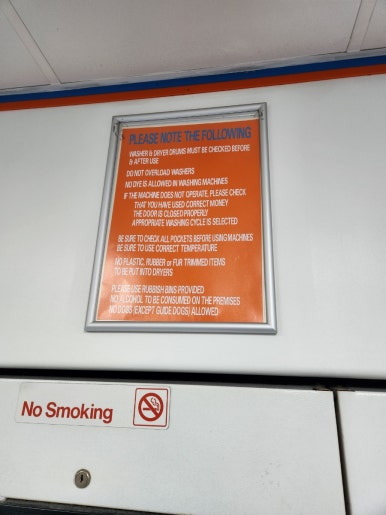 PLEASE NOTE THE FOLLOWING
WASHER & DRYER DRUMS MUST BE CHECKED BEFORE
& AFTER USE
DO NOT OVERLOAD WASHERS
NO DYE IS ALLOWED IN WASHING MACHINES
IF THE MACHINE DOES NOT OPERATE, PLEASE CHECK
THAT YOU HAVE USED CORRECT MONEY
THE DOOR IS CLOSED PROPERLY
APPROPRIATE WASHING CYCLE IS SELECTED
BE SURE TO CHECK ALL POCKETS BEFORE USING MACHINES
BE SURE TO USE CORRECT TEMPERATURE
NO PLASTIC, RUBBER or FUR TRIMMED ITEMS
TO BE PUT INTO DRYERS
PLEASE USE RUBBISH BINS PROVIDED
NO ALCOHOL TO BE CONSUMED ON THE PREMISES
NO DOGS (EXCEPT GUIDE DOGS) ALLOWED
No Smoking